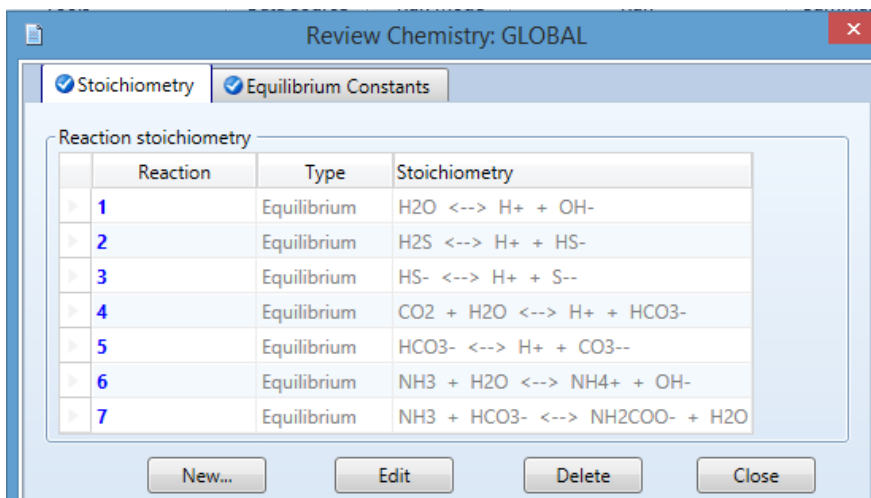 Review Chemistry: GLOBAL
Stoichiometry Equilibrium Constants
Reaction stoichiometry
Reaction Type Stoichiometry
1 Equilibrium H2O <--> H+ + OH-
2 Equilibrium H2S <--> H+ + HS-
3 Equilibrium HS- <--> H+ + S--
4 Equilibrium CO2 + H2O <--> H+ + HCO3-
5 Equilibrium HCO3- <--> H+ + CO3--
6 Equilibrium NH3 + H2O <--> NH4+ + OH-
7 Equilibrium NH3 + HCO3- <--> NH2COO- + H2O
New... Edit Delete Close